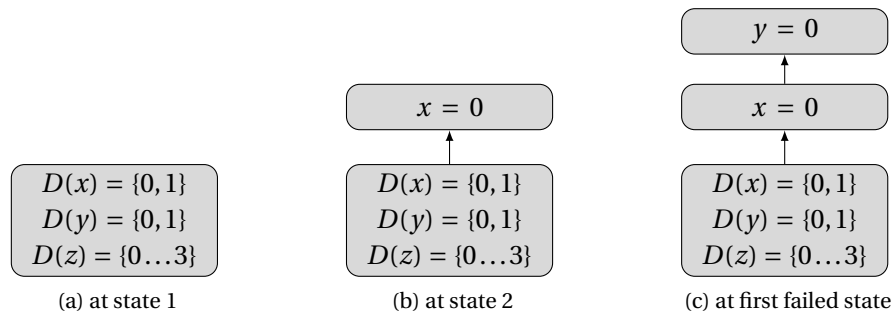 D(x) = {0, 1}
D(y) = {0, 1}
D(z) = {0...3}
(a) at state 1
x = 0
D(x) = {0, 1}
D(y) = {0, 1}
D(z) = {0...3}
(b) at state 2
y = 0
x = 0
D(x) = {0, 1}
D(y) = {0, 1}
D(z) = {0...3}
(c) at first failed state